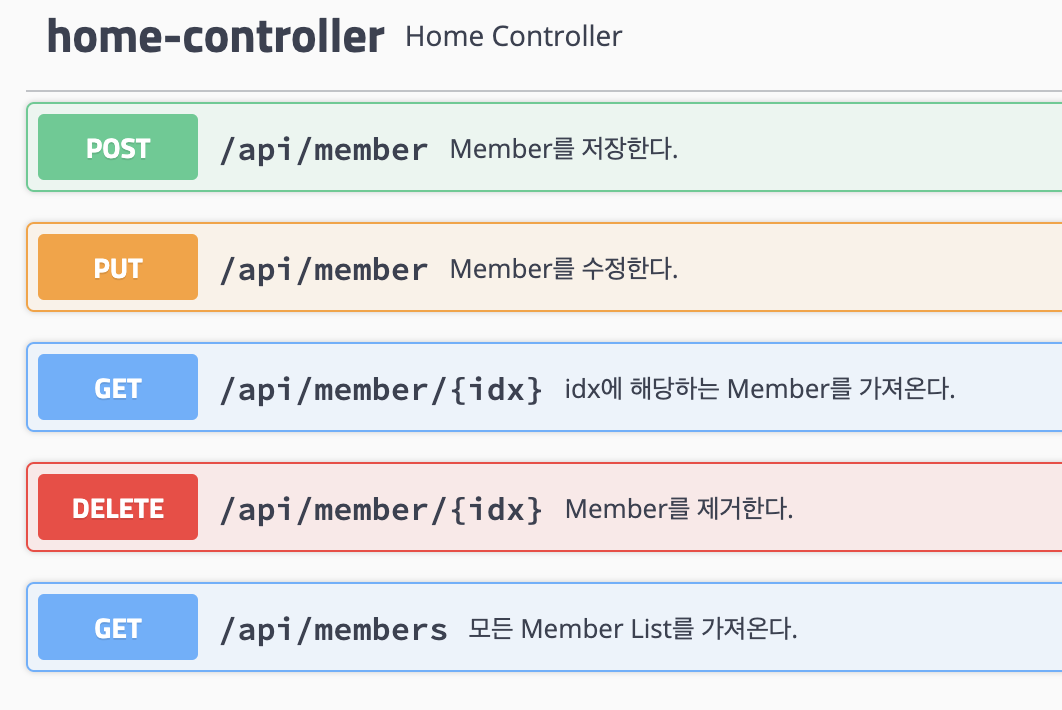 home-controller Home Controller
POST /api/member Member를 저장한다.
PUT /api/member Member를 수정한다.
GET /api/member/{idx} idx에 해당하는 Member를 가져온다.
DELETE /api/member/{idx} Member를 제거한다.
GET /api/members 모든 Member List를 가져온다.